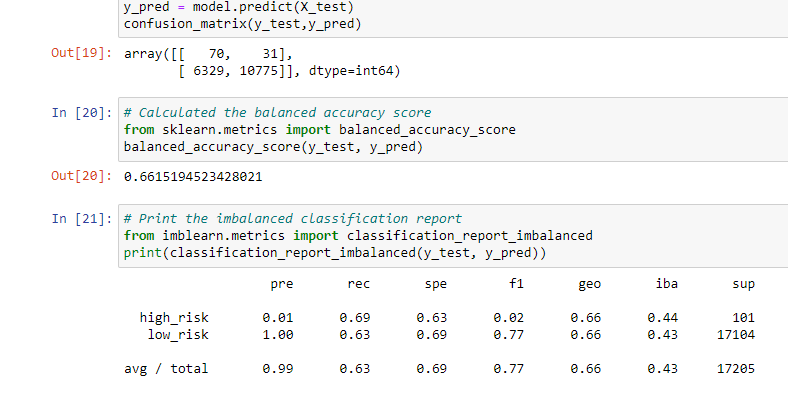 y_pred = model.predict(X_test)
confusion_matrix(y_test,y_pred)
Out[19]: array([[   70,    31],
       [ 6329, 10775]], dtype=int64)
In [20]: # Calculated the balanced accuracy score
from sklearn.metrics import balanced_accuracy_score
balanced_accuracy_score(y_test, y_pred)
Out[20]: 0.6615194523428021
In [21]: # Print the imbalanced classification report
from imblearn.metrics import classification_report_imbalanced
print(classification_report_imbalanced(y_test, y_pred))
pre rec spe f1 geo iba sup
high_risk 0.01 0.69 0.63 0.02 0.66 0.44 101
low_risk 1.00 0.63 0.69 0.77 0.66 0.43 17104
avg / total 0.99 0.63 0.69 0.77 0.66 0.43 17205